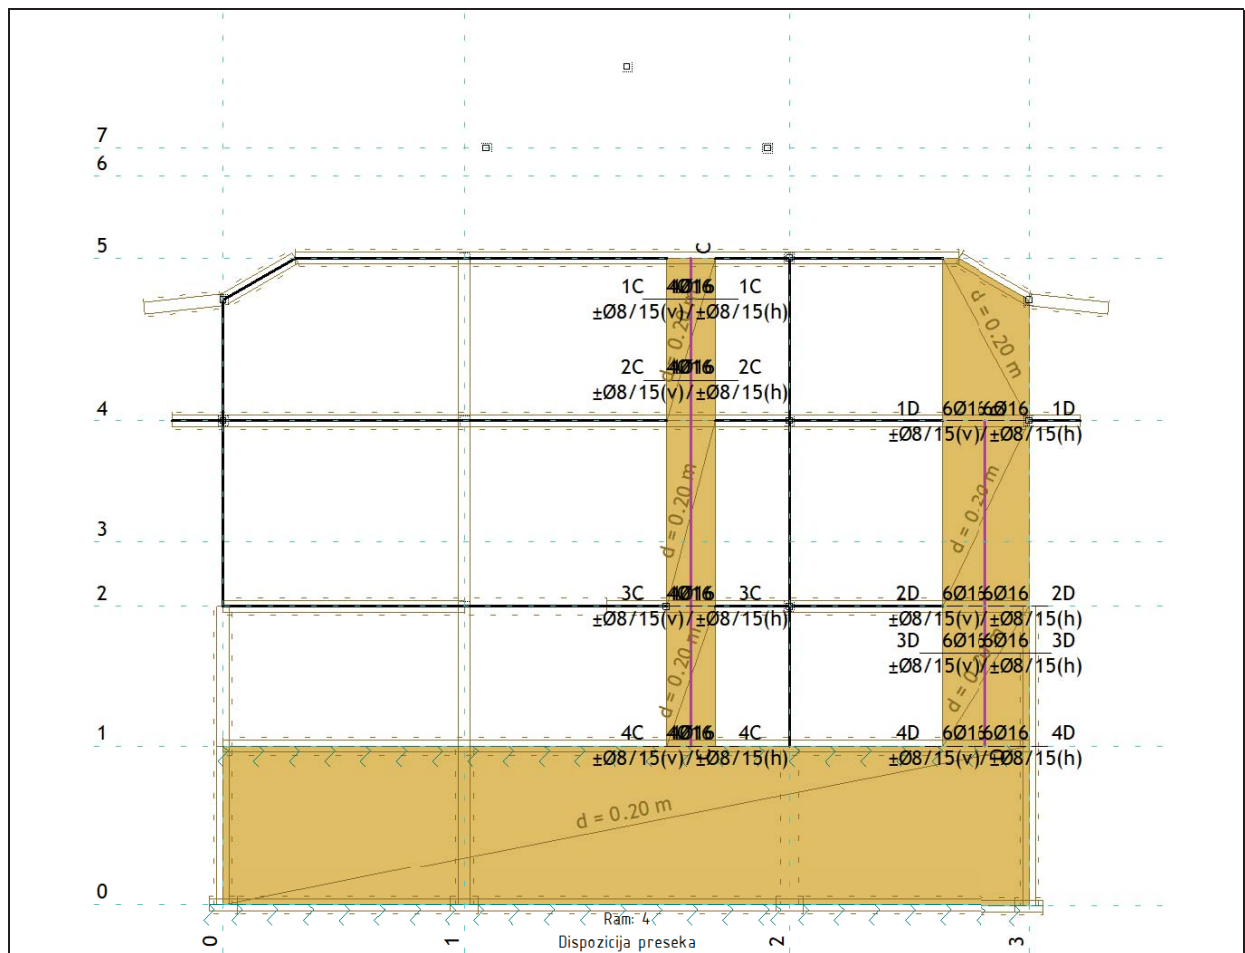 7
6
5
C
1C 4Ø16 1C
±Ø8/15(v)/±Ø8/15(h)
d = 0.20 m
d = 0.20 m
2C 4Ø16 2C
±Ø8/15(v)/±Ø8/15(h)
4
1D 6Ø16 6Ø16 1D
±Ø8/15(v)/±Ø8/15(h)
d = 0.20 m
d = 0.20 m
3
2
3C 4Ø16 3C
±Ø8/15(v)/±Ø8/15(h)
2D 6Ø16 6Ø16 2D
±Ø8/15(v)/±Ø8/15(h)
3D 6Ø16 6Ø16 3D
±Ø8/15(v)/±Ø8/15(h)
d = 0.20 m
d = 0.20 m
1
4C 4Ø16 4C
±Ø8/15(v)/±Ø8/15(h)
4D 6Ø16 6Ø16 4D
±Ø8/15(v)/±Ø8/15(h)
d = 0.20 m
0
Ram: 4
0 1 2 3
Dispozicija preseka